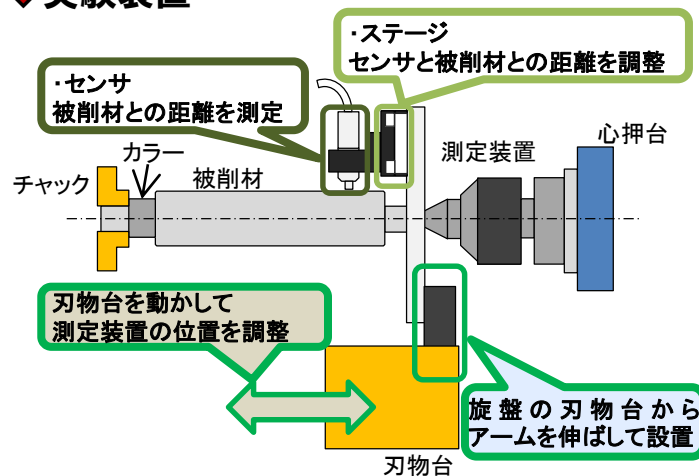 ・ステージ
センサと被削材との距離を調整
・センサ
被削材との距離を測定
心押台
測定装置
カラー
被削材
チャック
刃物台を動かして
測定装置の位置を調整
旋盤の刃物台から
アームを伸ばして設置
刃物台